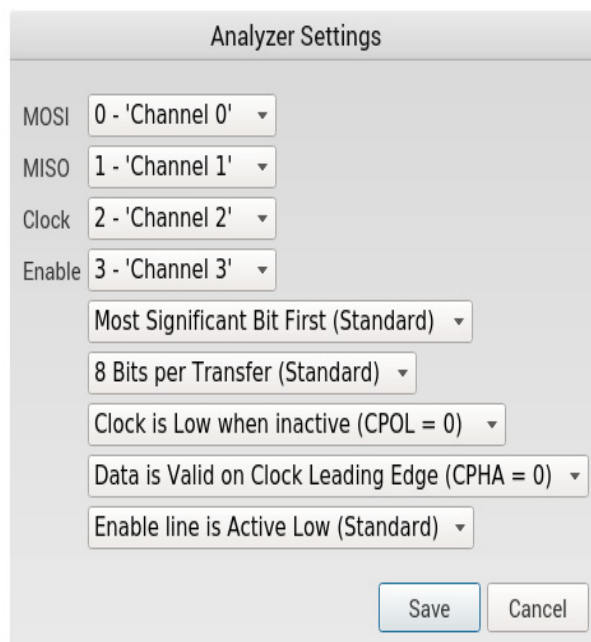 Analyzer Settings
MOSI 0 - 'Channel 0'
MISO 1 - 'Channel 1'
Clock 2 - 'Channel 2'
Enable 3 - 'Channel 3'
Most Significant Bit First (Standard)
8 Bits per Transfer (Standard)
Clock is Low when inactive (CPOL = 0)
Data is Valid on Clock Leading Edge (CPHA = 0)
Enable line is Active Low (Standard)
Save Cancel